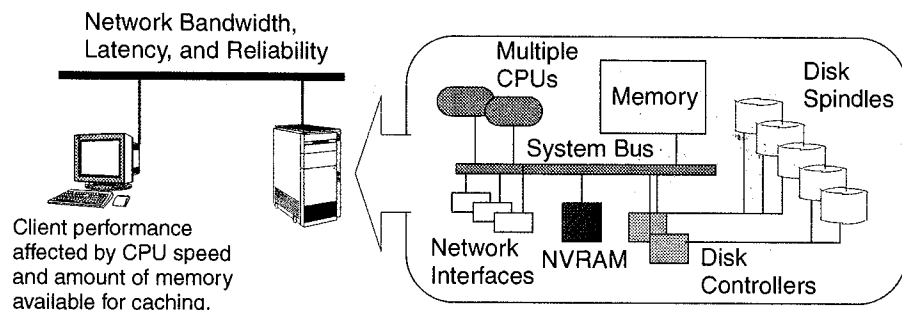 Network Bandwidth,
Latency, and Reliability
Client performance
affected by CPU speed
and amount of memory
available for caching.
Multiple
CPUs
Memory
Disk
Spindles
System Bus
Network
Interfaces
NVRAM
Disk
Controllers